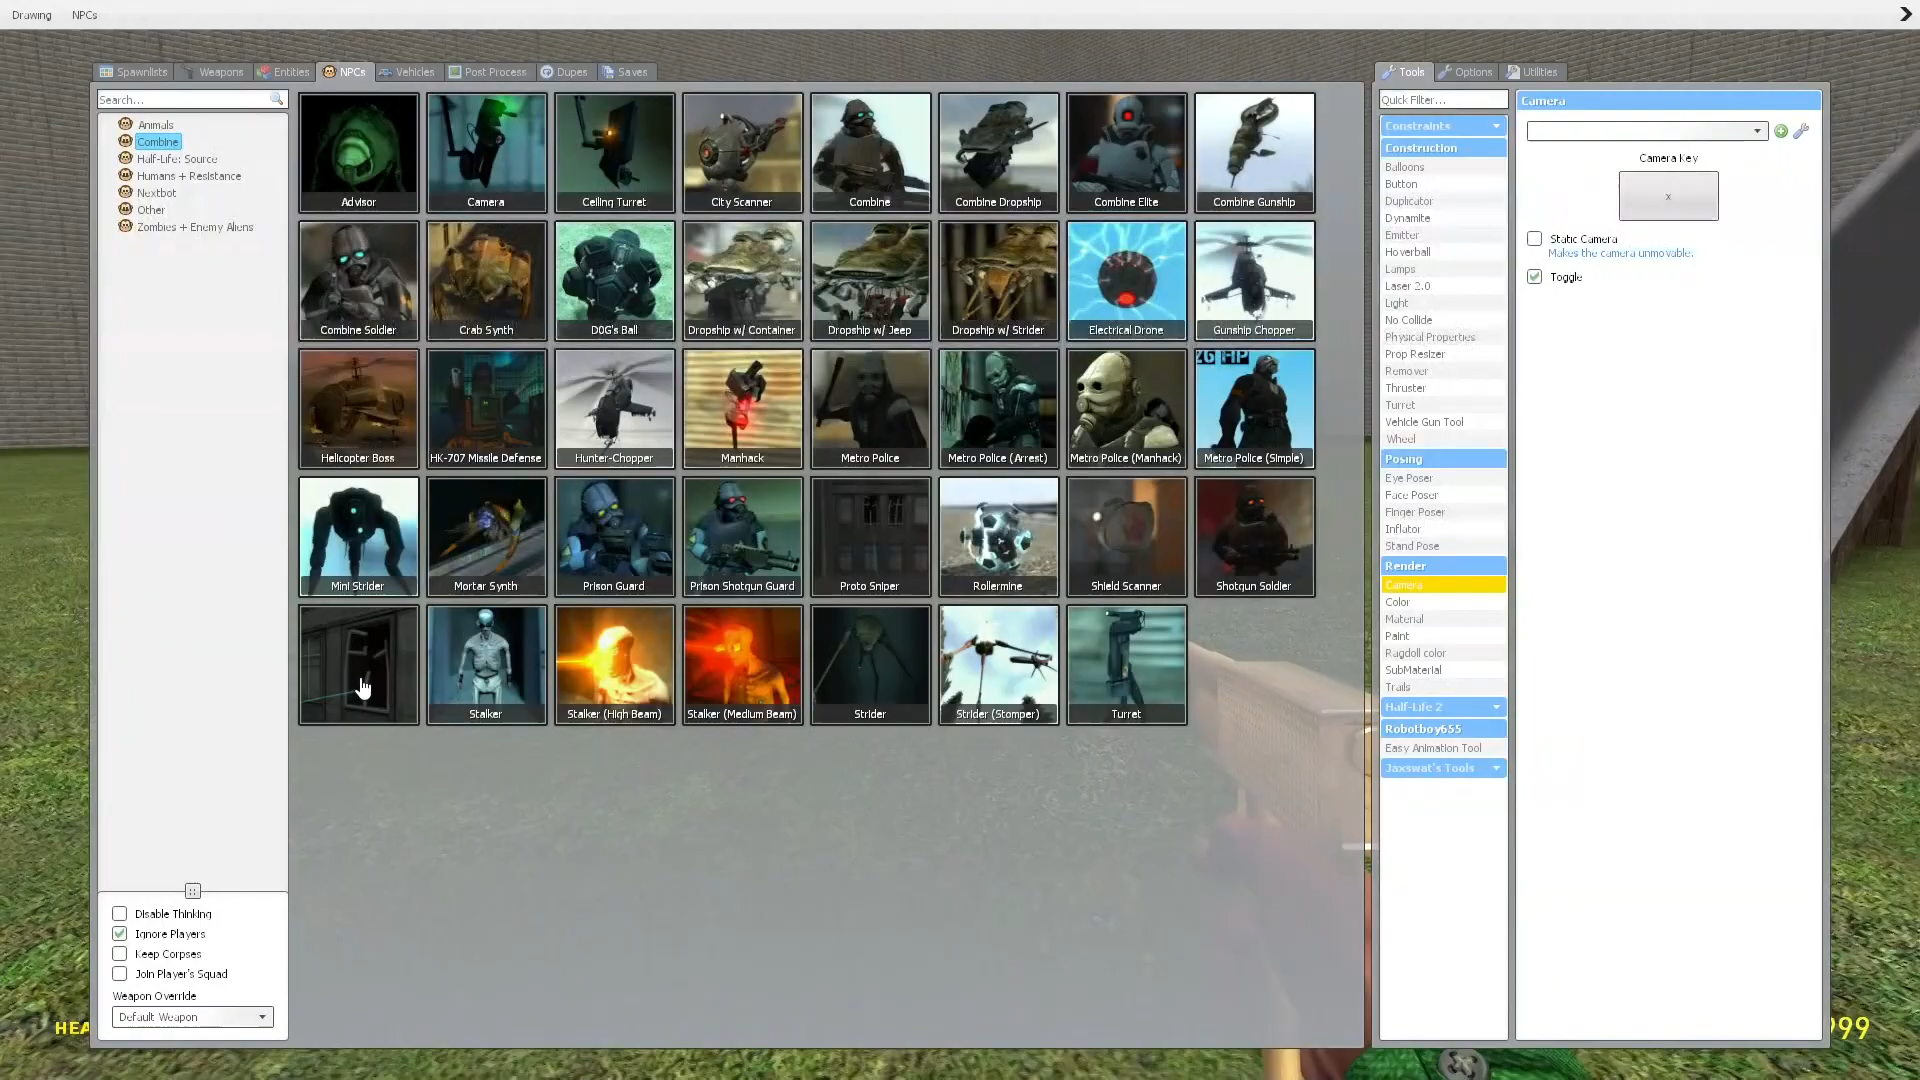 Drawing NPCs
Spawnlists Weapons Entities NPCs Vehicles Post Process Dupes Saves
Tools Options Utilities
Search...
Animals
Combine
Half-Life: Source
Humans + Resistance
Nextbot
Other
Zombies + Enemy Aliens
Advisor Camera Ceiling Turret City Scanner Combine Combine Dropship Combine Elite Combine Gunship
Combine Soldier Crab Synth D0G's Ball Dropship w/ Container Dropship w/ Jeep Dropship w/ Strider Electrical Drone Gunship Chopper
26 HP
Helicopter Boss HK-707 Missile Defense Hunter-Chopper Manhack Metro Police Metro Police (Arrest) Metro Police (Manhack) Metro Police (Simple)
Mini Strider Mortar Synth Prison Guard Prison Shotgun Guard Proto Sniper Rollermine Shield Scanner Shotgun Soldier
Stalker Stalker (High Beam) Stalker (Medium Beam) Strider Strider (Stomper) Turret
Disable Thinking
Ignore Players
Keep Corpses
Join Player's Squad
Weapon Override
Default Weapon
HEA
999
Quick Filter...
Constraints
Construction
Balloons
Button
Duplicator
Dynamite
Emitter
Hoverball
Lamps
Laser 2.0
Light
No Collide
Physical Properties
Prop Resizer
Remover
Thruster
Turret
Vehicle Gun Tool
Wheel
Posing
Eye Poser
Face Poser
Finger Poser
Inflator
Stand Pose
Render
Camera
Color
Material
Paint
Ragdoll color
SubMaterial
Trails
Half-Life 2
Robotboy655
Easy Animation Tool
Jaxswat's Tools
Camera
Camera Key
x
Static Camera
Makes the camera unmovable.
Toggle